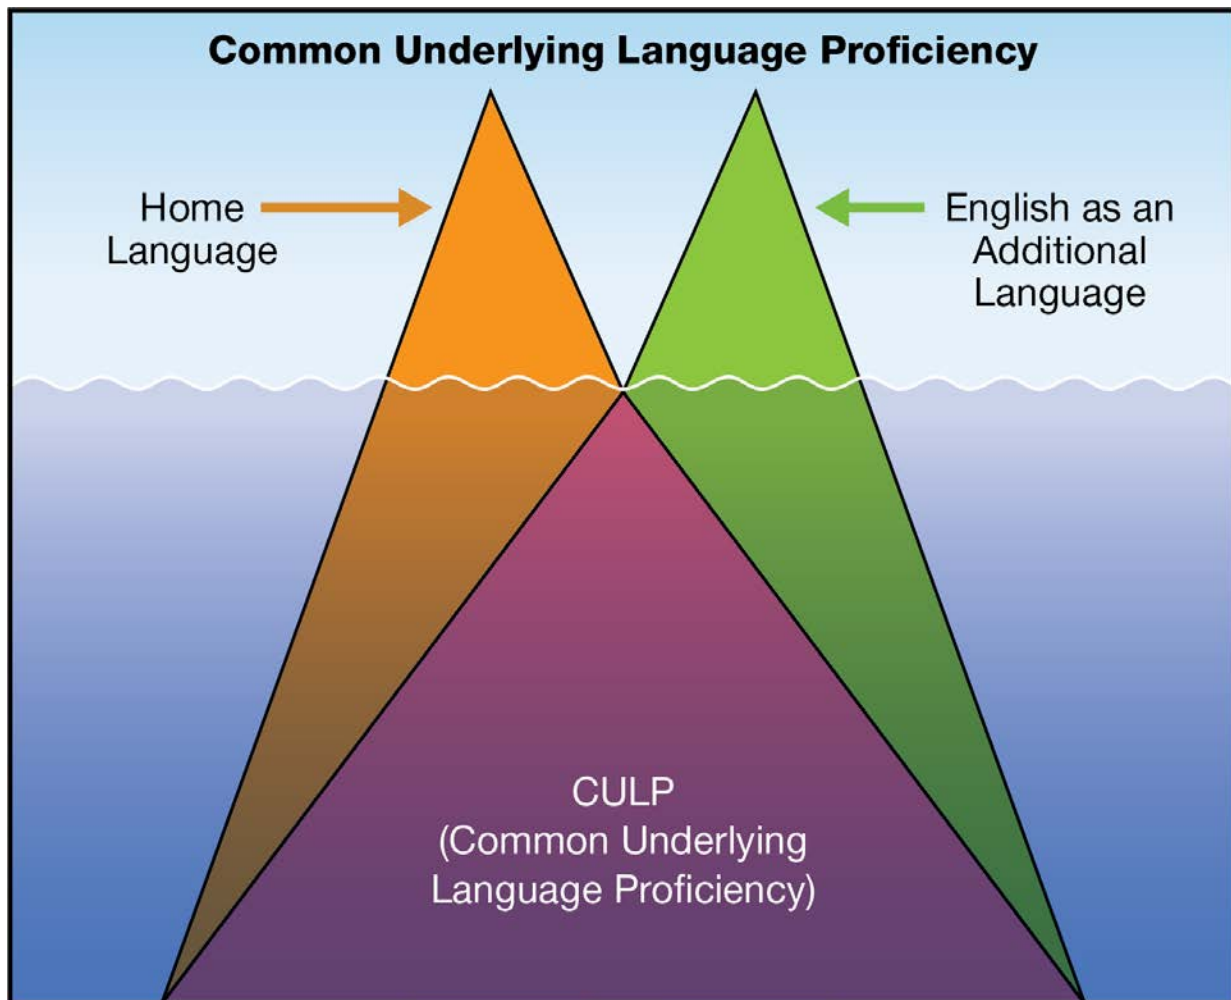 Common Underlying Language Proficiency
Home
Language
English as an
Additional
Language
CULP
(Common Underlying
Language Proficiency)